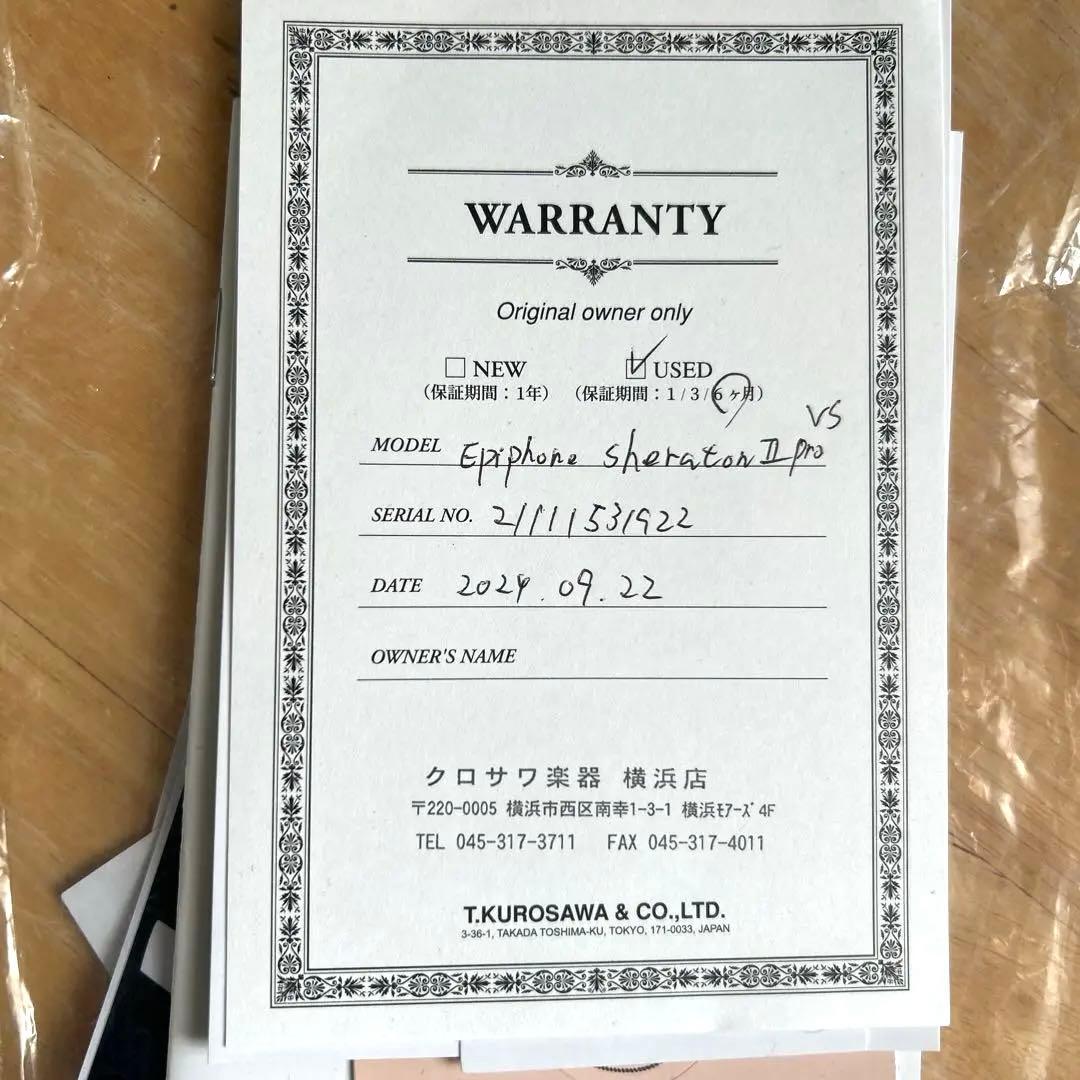 WARRANTY
Original owner only
☐ NEW ☑ USED
（保証期間：1年） （保証期間：1 / 3 / 6 ヶ月）
VS
MODEL Epiphone Sheraton II pro
SERIAL NO. 21111531922
DATE 2024.09.22
OWNER'S NAME
クロサワ楽器 横浜店
〒220-0005 横浜市西区南幸1-3-1 横浜ﾓｱｰｽﾞ4F
TEL 045-317-3711 FAX 045-317-4011
T.KUROSAWA & CO.,LTD.
3-36-1, TAKADA TOSHIMA-KU, TOKYO, 171-0033, JAPAN